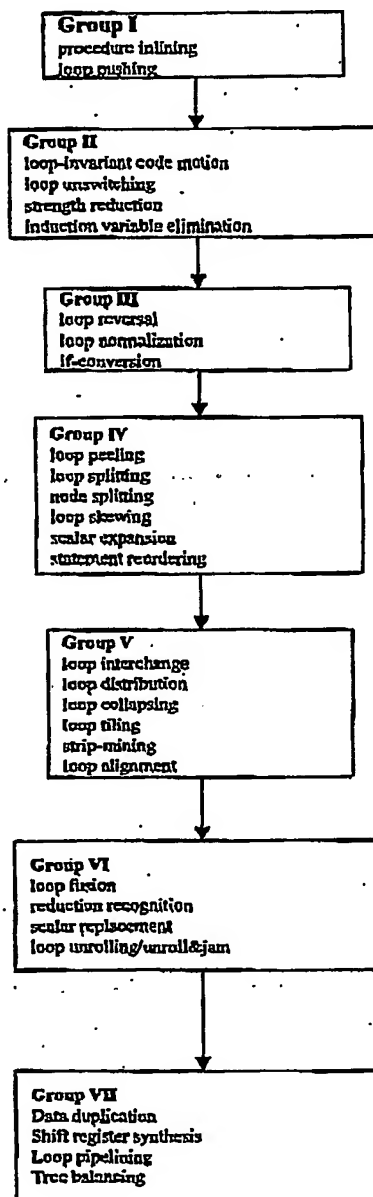 Group I
procedure inlining
loop pushing
Group II
loop-invariant code motion
loop unswitching
strength reduction
induction variable elimination
Group III
loop reversal
loop normalization
if-conversion
Group IV
loop peeling
loop splitting
node splitting
loop skewing
scalar expansion
statement reordering
Group V
loop interchange
loop distribution
loop collapsing
loop tiling
strip-mining
loop alignment
Group VI
loop fusion
reduction recognition
scalar replacement
loop unrolling/unroll&jam
Group VII
Data duplication
Shift register synthesis
Loop pipelining
Tree balancing